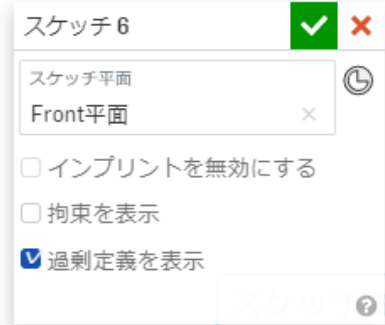 スケッチ 6
スケッチ平面
Front平面
インプリントを無効にする
拘束を表示
過剰定義を表示